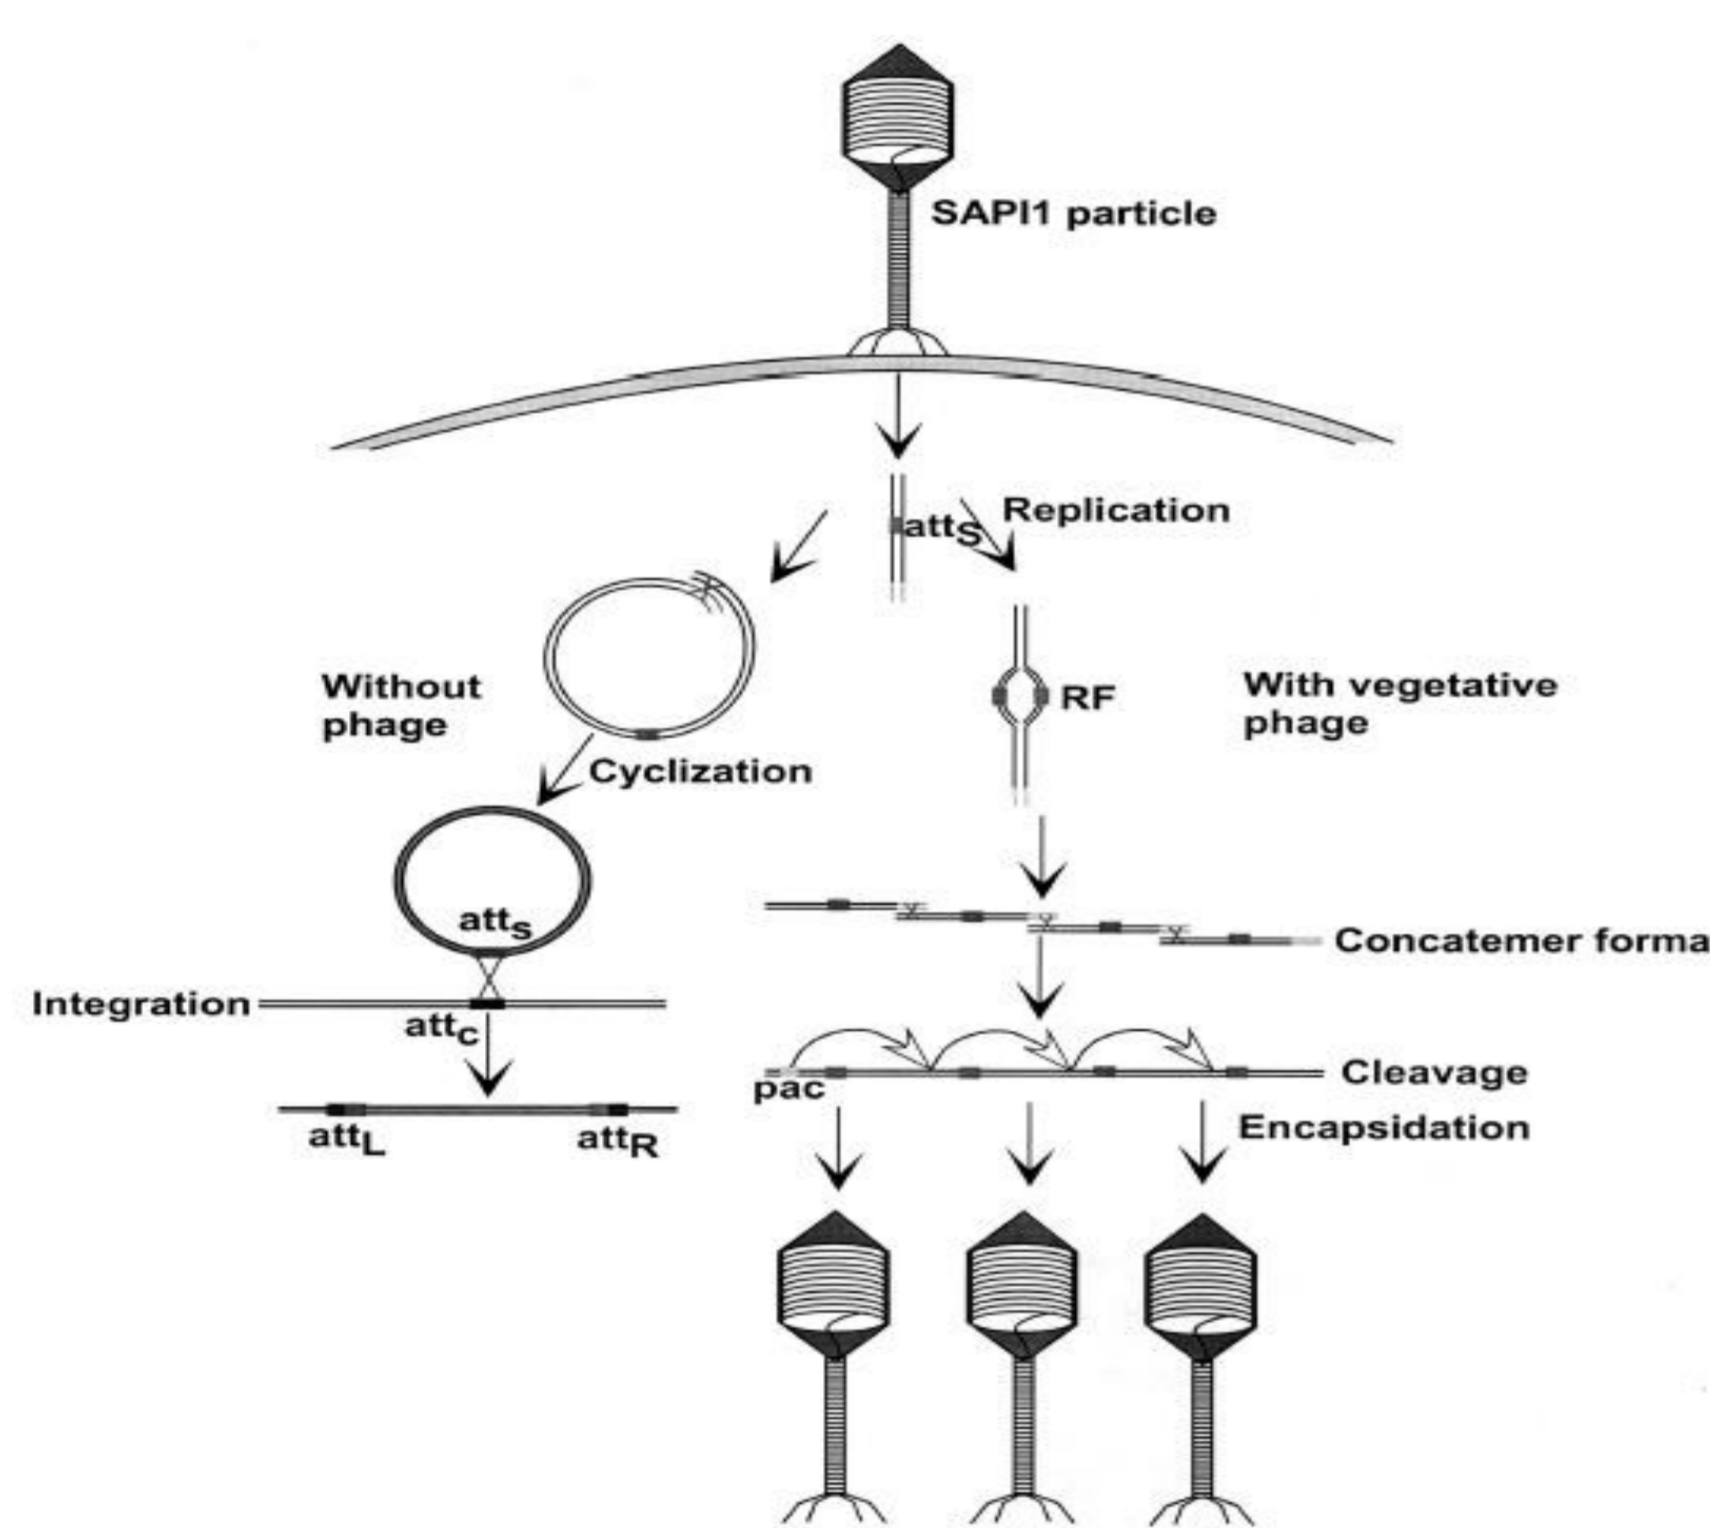 SAPI1 particle
attS
Replication
Without
phage
RF
With vegetative
phage
Cyclization
attS
Concatemer forma
Integration
attC
pac
Cleavage
attL
attR
Encapsidation